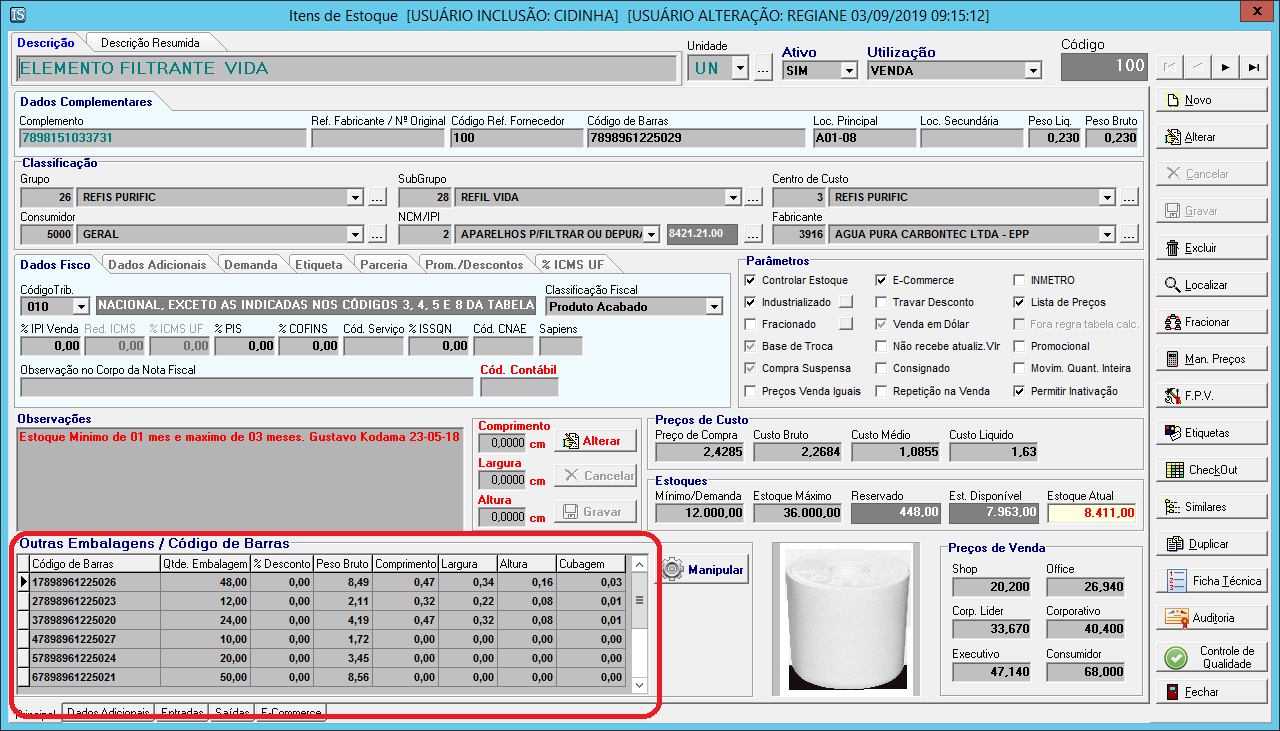 Itens de Estoque [USUÁRIO INCLUSÃO: CIDINHA] [USUÁRIO ALTERAÇÃO: REGIANE 03/09/2019 09:15:12]
Descrição Descrição Resumida Unidade Ativo Utilização Código
ELEMENTO FILTRANTE VIDA UN ... SIM VENDA 100
Dados Complementares
Complemento Ref. Fabricante / Nº Original Código Ref. Fornecedor Código de Barras Loc. Principal Loc. Secundária Peso Liq. Peso Bruto
7898151033731 100 7898961225029 A01-08 0,230 0,230
Classificação
Grupo SubGrupo Centro de Custo
26 REFIS PURIFIC ... 28 REFIL VIDA ... 3 REFIS PURIFIC ...
Consumidor NCM/IPI Fabricante
5000 GERAL ... 2 APARELHOS P/FILTRAR OU DEPURA 8421.21.00 ... 3916 AGUA PURA CARBONTEC LTDA - EPP ...
Dados Fisco Dados Adicionais Demanda Etiqueta Parceria Prom./Descontos % ICMS UF
CódigoTrib. Classificação Fiscal
010 NACIONAL, EXCETO AS INDICADAS NOS CÓDIGOS 3, 4, 5 E 8 DA TABELA Produto Acabado
% IPI Venda Red. ICMS % ICMS UF % PIS % COFINS Cód. Serviço % ISSQN Cód. CNAE Sapiens
0,00 0,00 0,00 0,00 0,00 0,00
Observação no Corpo da Nota Fiscal Cód. Contábil
Parâmetros
Controlar Estoque E-Commerce INMETRO
Industrializado Travar Desconto Lista de Preços
Fracionado Venda em Dólar Fora regra tabela calc.
Base de Troca Não recebe atualiz.Vlr Promocional
Compra Suspensa Consignado Movim. Quant. Inteira
Preços Venda Iguais Repetição na Venda Permitir Inativação
Observações
Estoque Minimo de 01 mes e maximo de 03 meses. Gustavo Kodama 23-05-18
Comprimento
0,0000 cm Alterar
Largura
0,0000 cm Cancelar
Altura
0,0000 cm Gravar
Preços de Custo
Preço de Compra Custo Bruto Custo Médio Custo Liquido
2,4285 2,2684 1,0855 1,63
Estoques
Mínimo/Demanda Estoque Máximo Reservado Est. Disponível Estoque Atual
12.000,00 36.000,00 448,00 7.963,00 8.411,00
Outras Embalagens / Código de Barras
Código de Barras Qtde. Embalagem % Desconto Peso Bruto Comprimento Largura Altura Cubagem
17898961225026 48,00 0,00 8,49 0,47 0,34 0,16 0,03
27898961225023 12,00 0,00 2,11 0,32 0,22 0,08 0,01
37898961225020 24,00 0,00 4,19 0,47 0,32 0,08 0,01
47898961225027 10,00 0,00 1,72 0,00 0,00 0,00 0,00
57898961225024 20,00 0,00 3,45 0,00 0,00 0,00 0,00
67898961225021 50,00 0,00 8,56 0,00 0,00 0,00 0,00
Manipular
Preços de Venda
Shop Office
20,200 26,940
Corp. Lider Corporativo
33,670 40,400
Executivo Consumidor
47,140 68,000
Principal Dados Adicionais Entradas Saídas E-Commerce
Novo
Alterar
Cancelar
Gravar
Excluir
Localizar
Fracionar
Man. Preços
F.P.V.
Etiquetas
CheckOut
Similares
Duplicar
Ficha Técnica
Auditoria
Controle de
Qualidade
Fechar